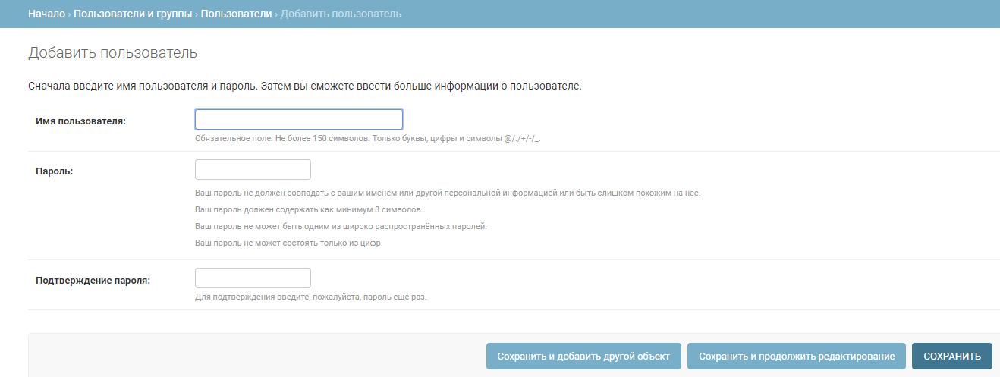 Начало › Пользователи и группы › Пользователи › Добавить пользователь
Добавить пользователь
Сначала введите имя пользователя и пароль. Затем вы сможете ввести больше информации о пользователе.
Имя пользователя:
Обязательное поле. Не более 150 символов. Только буквы, цифры и символы @/./+/-/_.
Пароль:
Ваш пароль не должен совпадать с вашим именем или другой персональной информацией или быть слишком похожим на неё.
Ваш пароль должен содержать как минимум 8 символов.
Ваш пароль не может быть одним из широко распространённых паролей.
Ваш пароль не может состоять только из цифр.
Подтверждение пароля:
Для подтверждения введите, пожалуйста, пароль ещё раз.
Сохранить и добавить другой объект Сохранить и продолжить редактирование СОХРАНИТЬ